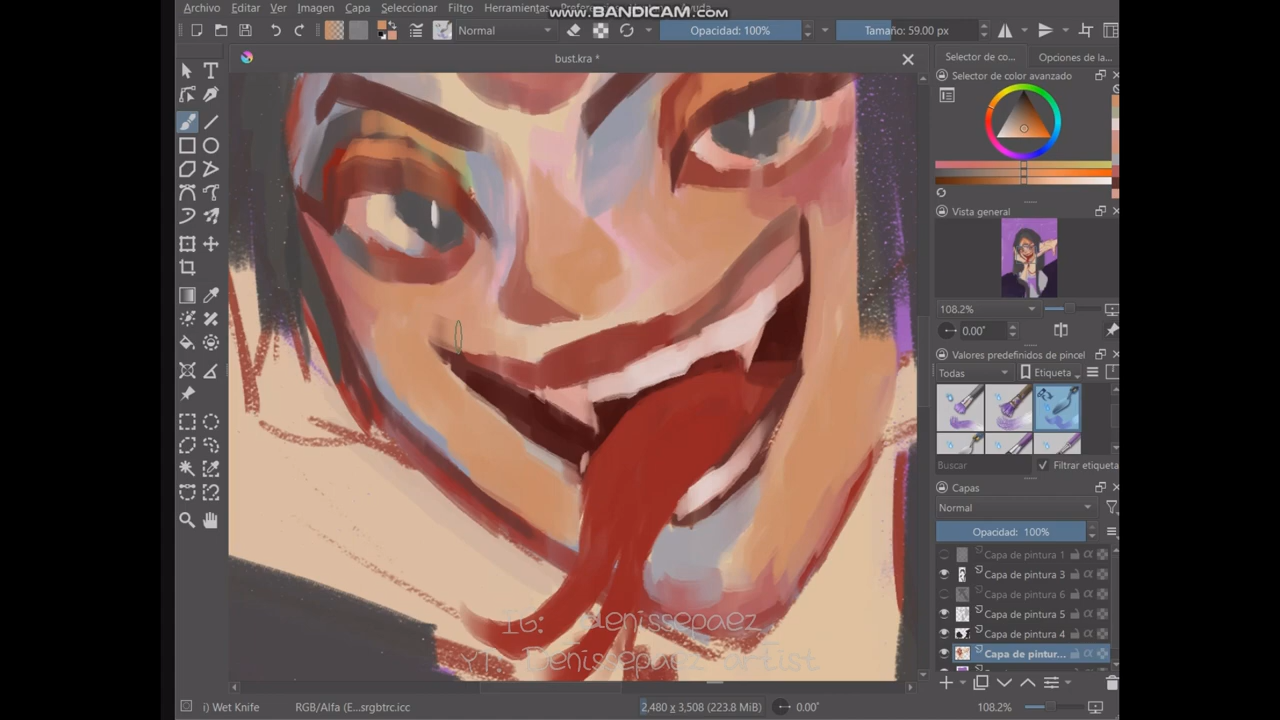 www.BANDICAM.com
Archivo Editar Ver Imagen Capa Seleccionar Filtro Herramientas
Normal Opacidad: 100% Tamaño: 59.00 px
bust.kra *
Selector de co... Opciones de la...
Selector de color avanzado
Vista general
108.2%
0.00°
Valores predefinidos de pincel
Todas Etiqueta
Buscar Filtrar etiqueta
Capas
Normal
Opacidad: 100%
Capa de pintura 1
Capa de pintura 3
Capa de pintura 6
Capa de pintura 5
Capa de pintura 4
Capa de pintur...
IG: denissepaez
YT: Denissepaez artist
i) Wet Knife RGB/Alfa (E...srgbtrc.icc 2,480 x 3,508 (223.8 MiB) 0.00° 108.2%